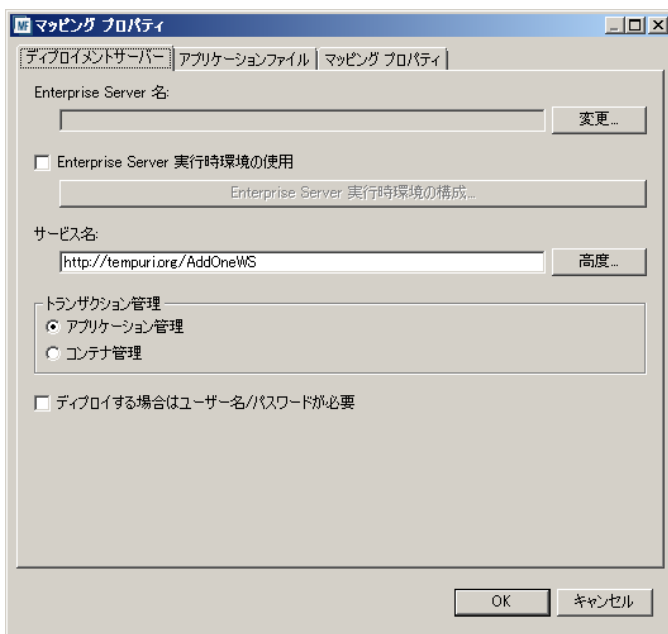 MF マッピング プロパティ
ディプロイメントサーバー アプリケーションファイル マッピング プロパティ
Enterprise Server 名:
変更...
Enterprise Server 実行時環境の使用
Enterprise Server 実行時環境の構成...
サービス名:
http://tempuri.org/AddOneWS 高度...
トランザクション管理
アプリケーション管理
コンテナ管理
ディプロイする場合はユーザー名/パスワードが必要
OK キャンセル